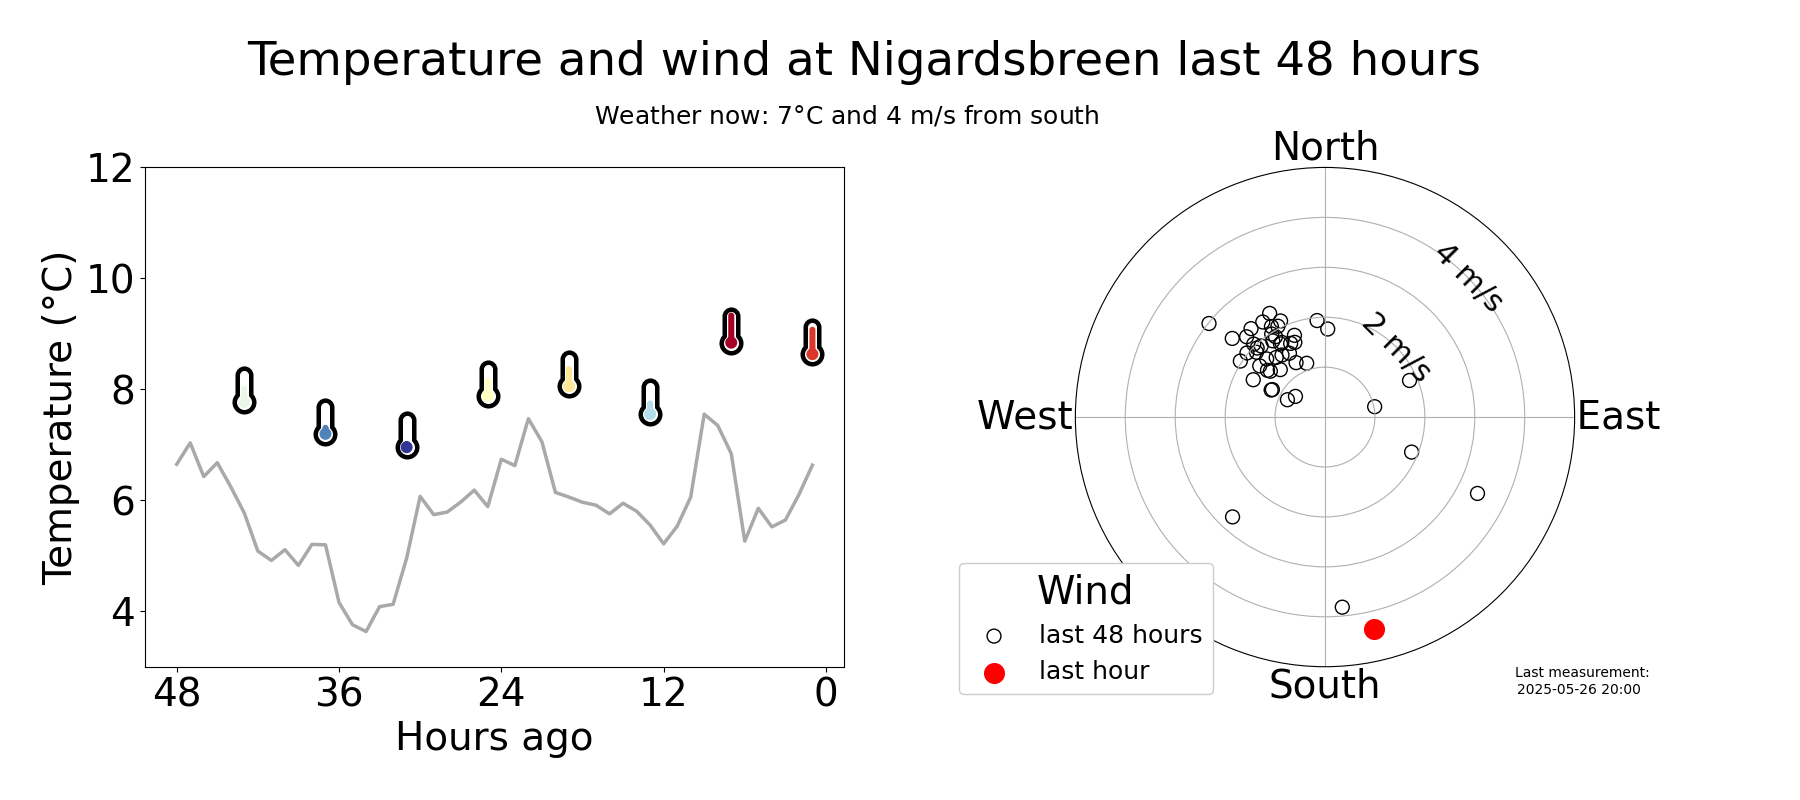 Temperature and wind at Nigardsbreen last 48 hours
Weather now: 7°C and 4 m/s from south
12
10
8
6
4
Temperature (°C)
48 36 24 12 0
Hours ago
North
West
East
South
4 m/s
2 m/s
Wind
last 48 hours
last hour
Last measurement:
2025-05-26 20:00